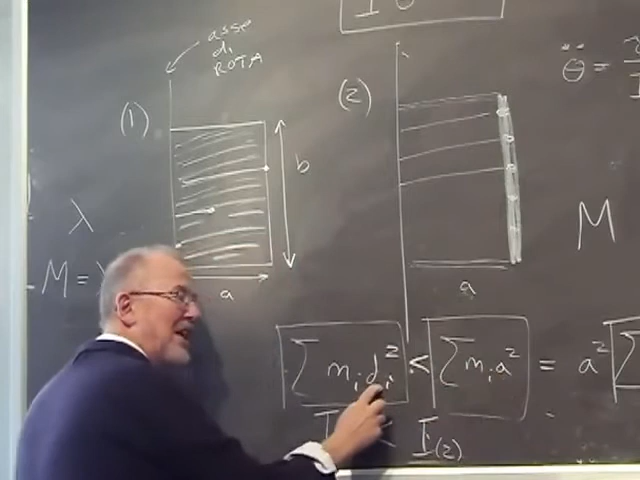 asse
di
ROTA
(1)
(2)
b
λ
M =
a
a
M
Σ mᵢdᵢ² < Σ mᵢa² = a² Σ
I < I₍₂₎
θ̈ =